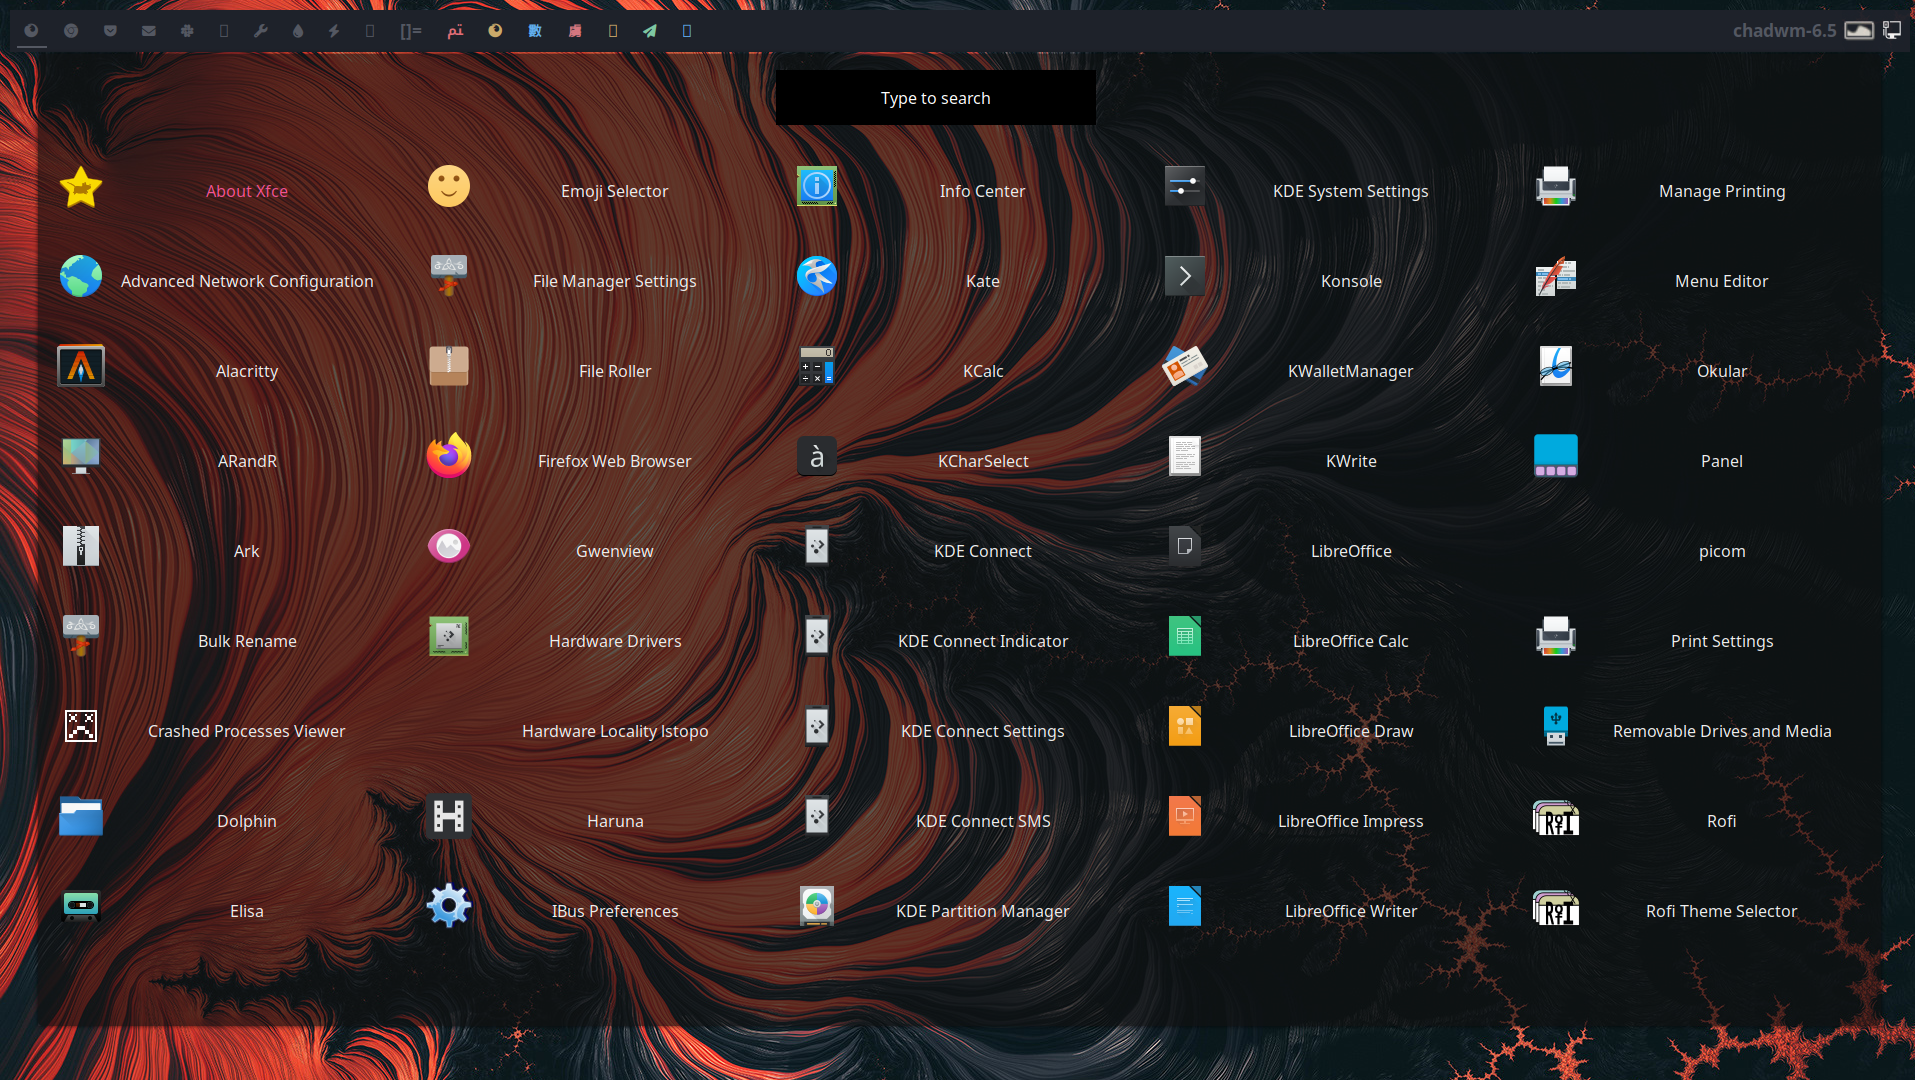 []= تم 數 虜 chadwm-6.5
Type to search
About Xfce
Emoji Selector
Info Center
KDE System Settings
Manage Printing
Advanced Network Configuration
File Manager Settings
Kate
Konsole
Menu Editor
Alacritty
File Roller
KCalc
KWalletManager
Okular
ARandR
Firefox Web Browser
à
KCharSelect
KWrite
Panel
Ark
Gwenview
KDE Connect
LibreOffice
picom
Bulk Rename
Hardware Drivers
KDE Connect Indicator
LibreOffice Calc
Print Settings
Crashed Processes Viewer
Hardware Locality lstopo
KDE Connect Settings
LibreOffice Draw
Removable Drives and Media
Dolphin
Haruna
KDE Connect SMS
LibreOffice Impress
Rofi
Elisa
IBus Preferences
KDE Partition Manager
LibreOffice Writer
Rofi Theme Selector